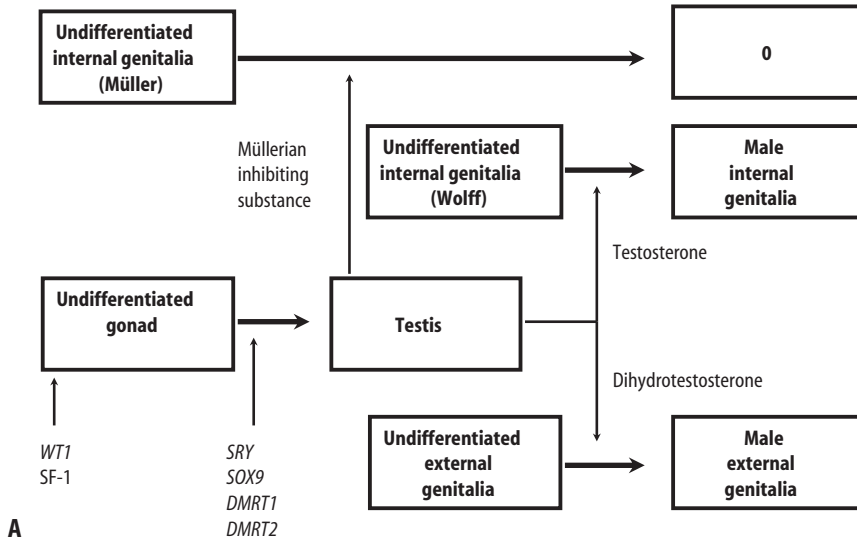 Undifferentiated
internal genitalia
(Müller)
0
Müllerian
inhibiting
substance
Undifferentiated
internal genitalia
(Wolff)
Male
internal
genitalia
Testosterone
Undifferentiated
gonad
Testis
Dihydrotestosterone
WT1
SF-1
SRY
SOX9
DMRT1
DMRT2
Undifferentiated
external
genitalia
Male
external
genitalia
A